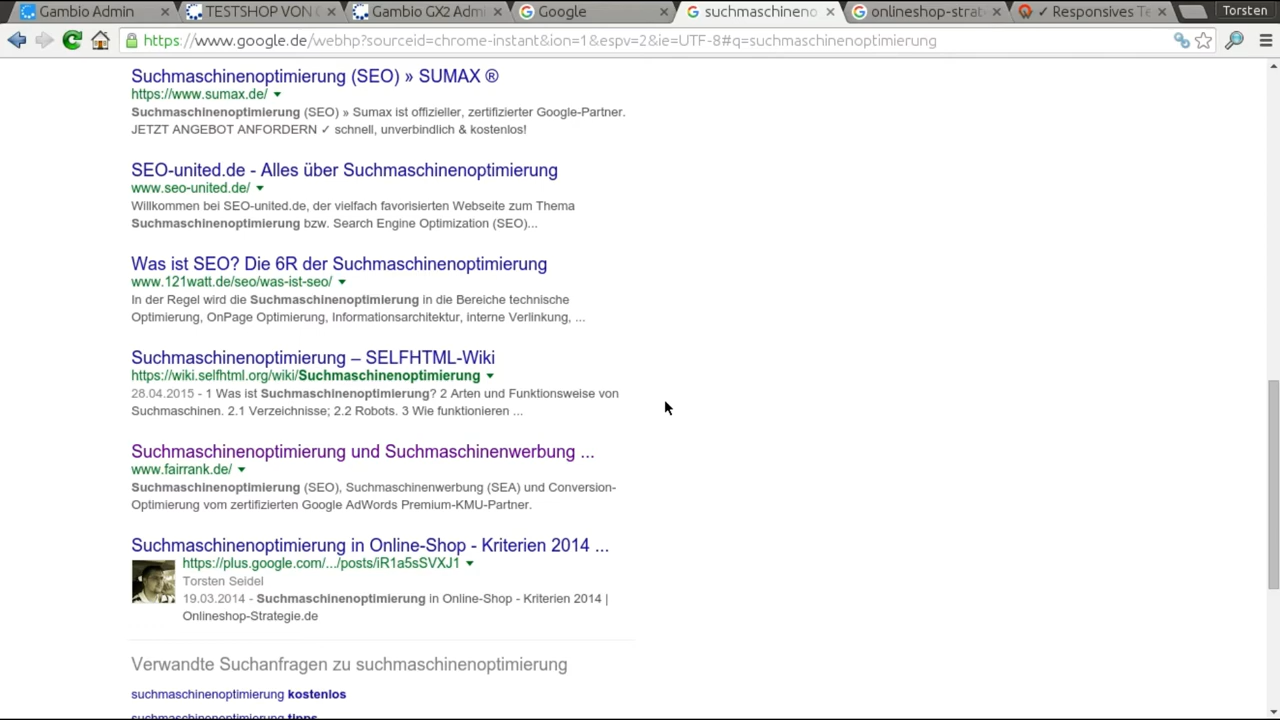 Gambio Admin
TESTSHOP VON
Gambio GX2 Admi
Google
suchmaschineno
onlineshop-strat
✓ Responsives Te
Torsten
https://www.google.de/webhp?sourceid=chrome-instant&ion=1&espv=2&ie=UTF-8#q=suchmaschinenoptimierung
Suchmaschinenoptimierung (SEO) » SUMAX ®
https://www.sumax.de/
Suchmaschinenoptimierung (SEO) » Sumax ist offizieller, zertifizierter Google-Partner.
JETZT ANGEBOT ANFORDERN ✓ schnell, unverbindlich & kostenlos!
SEO-united.de - Alles über Suchmaschinenoptimierung
www.seo-united.de/
Willkommen bei SEO-united.de, der vielfach favorisierten Webseite zum Thema
Suchmaschinenoptimierung bzw. Search Engine Optimization (SEO)...
Was ist SEO? Die 6R der Suchmaschinenoptimierung
www.121watt.de/seo/was-ist-seo/
In der Regel wird die Suchmaschinenoptimierung in die Bereiche technische
Optimierung, OnPage Optimierung, Informationsarchitektur, interne Verlinkung, ...
Suchmaschinenoptimierung – SELFHTML-Wiki
https://wiki.selfhtml.org/wiki/Suchmaschinenoptimierung
28.04.2015 - 1 Was ist Suchmaschinenoptimierung? 2 Arten und Funktionsweise von
Suchmaschinen. 2.1 Verzeichnisse; 2.2 Robots. 3 Wie funktionieren ...
Suchmaschinenoptimierung und Suchmaschinenwerbung ...
www.fairrank.de/
Suchmaschinenoptimierung (SEO), Suchmaschinenwerbung (SEA) und Conversion-
Optimierung vom zertifizierten Google AdWords Premium-KMU-Partner.
Suchmaschinenoptimierung in Online-Shop - Kriterien 2014 ...
https://plus.google.com/.../posts/iR1a5sSVXJ1
Torsten Seidel
19.03.2014 - Suchmaschinenoptimierung in Online-Shop - Kriterien 2014 |
Onlineshop-Strategie.de
Verwandte Suchanfragen zu suchmaschinenoptimierung
suchmaschinenoptimierung kostenlos
suchmaschinenoptimierung tipps